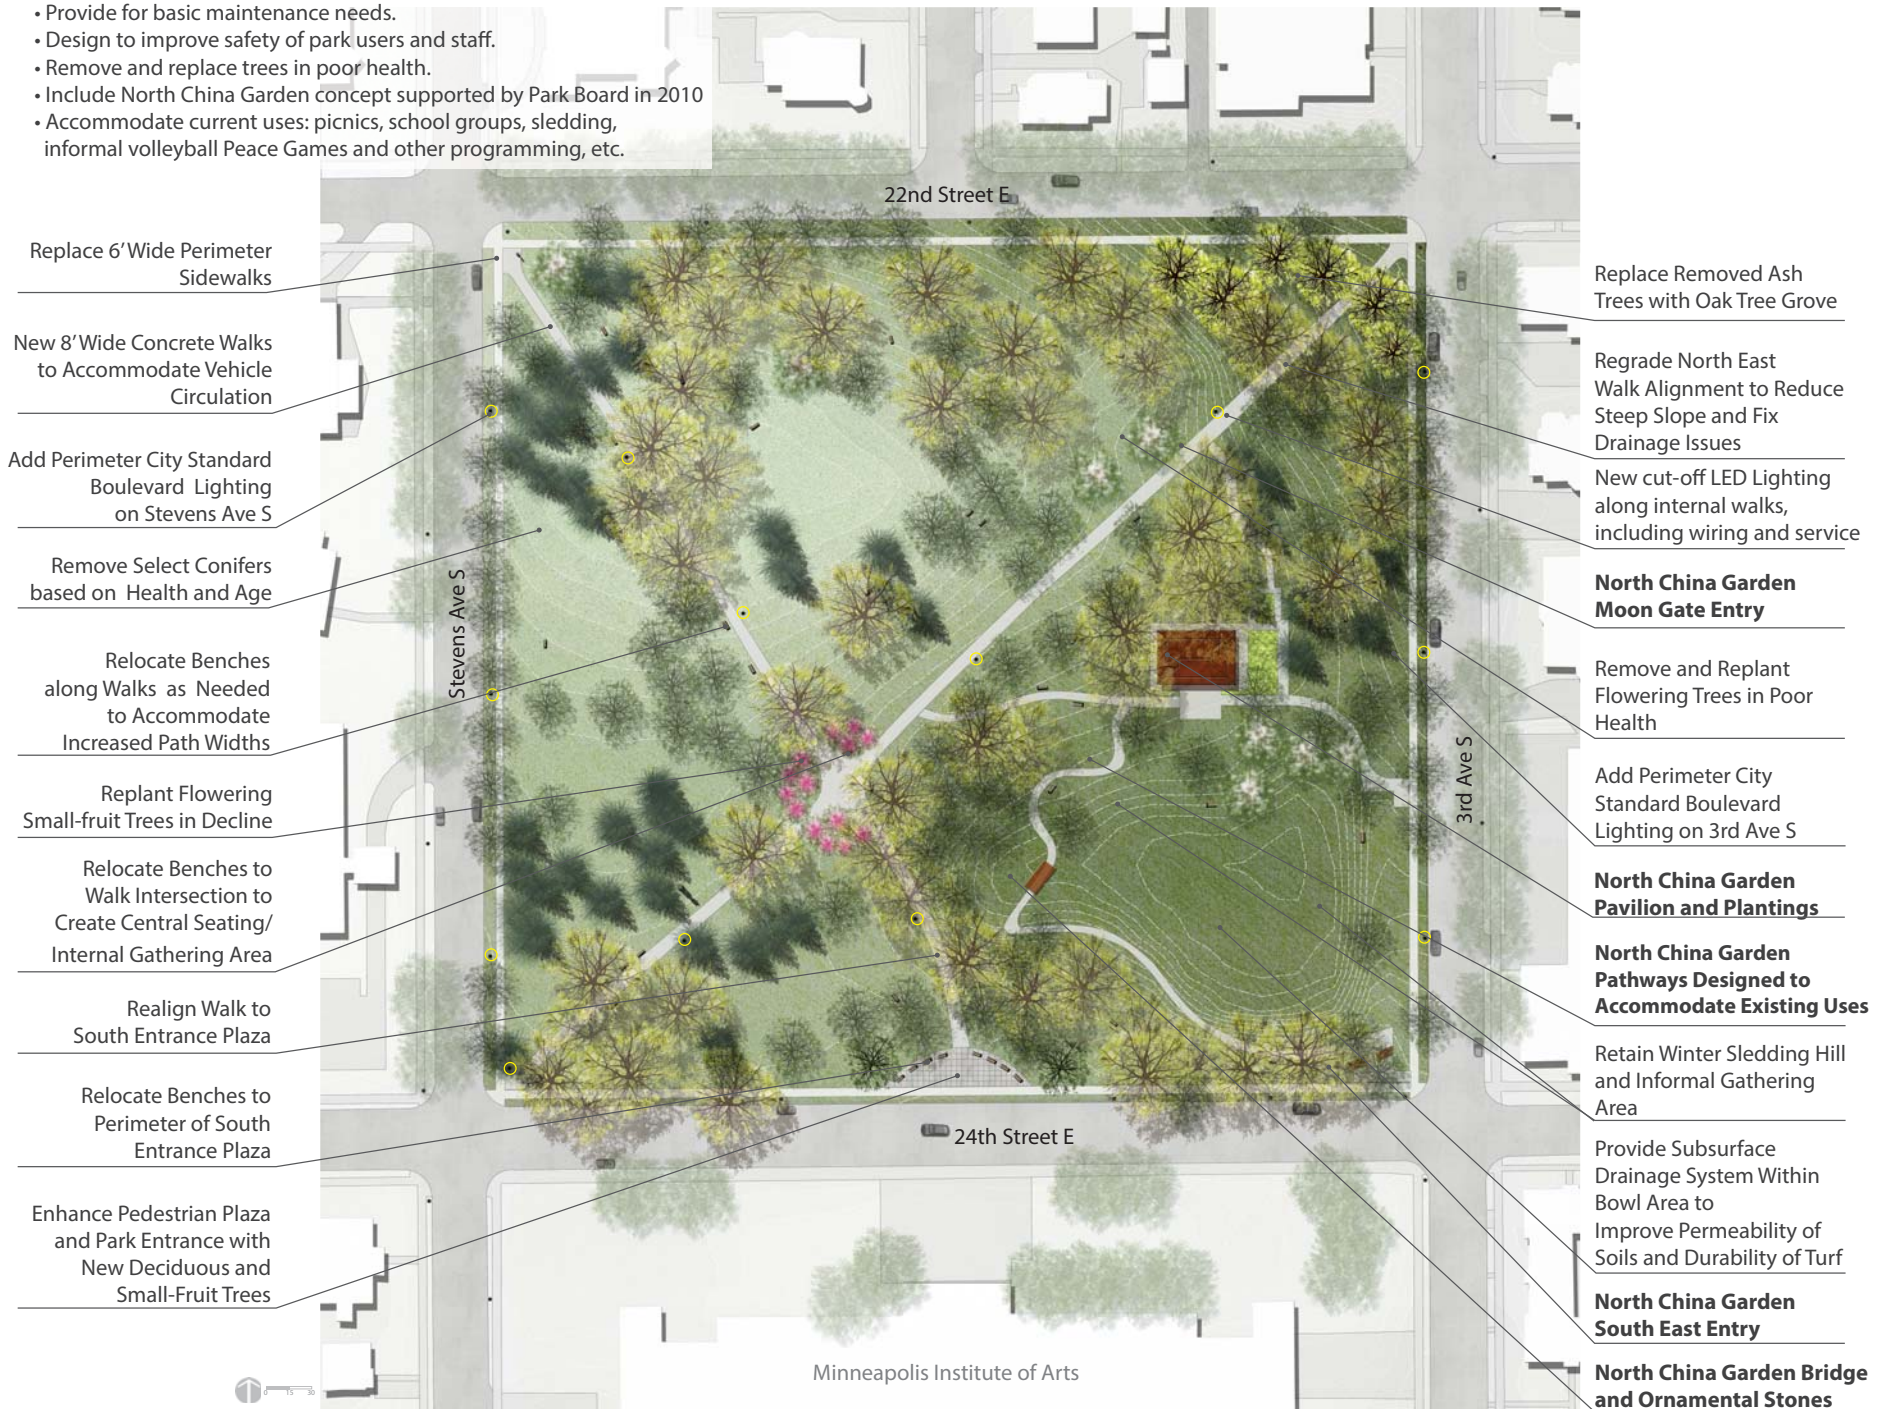 • Provide for basic maintenance needs.
• Design to improve safety of park users and staff.
• Remove and replace trees in poor health.
• Include North China Garden concept supported by Park Board in 2010
• Accommodate current uses: picnics, school groups, sledding,
informal volleyball Peace Games and other programming, etc.
22nd Street E
Replace 6' Wide Perimeter
Sidewalks
New 8' Wide Concrete Walks
to Accommodate Vehicle
Circulation
Add Perimeter City Standard
Boulevard Lighting
on Stevens Ave S
Remove Select Conifers
based on Health and Age
Relocate Benches
along Walks as Needed
to Accommodate
Increased Path Widths
Replant Flowering
Small-fruit Trees in Decline
Relocate Benches to
Walk Intersection to
Create Central Seating/
Internal Gathering Area
Realign Walk to
South Entrance Plaza
Relocate Benches to
Perimeter of South
Entrance Plaza
Enhance Pedestrian Plaza
and Park Entrance with
New Deciduous and
Small-Fruit Trees
Stevens Ave S
3rd Ave S
24th Street E
Minneapolis Institute of Arts
0 15 30
Replace Removed Ash
Trees with Oak Tree Grove
Regrade North East
Walk Alignment to Reduce
Steep Slope and Fix
Drainage Issues
New cut-off LED Lighting
along internal walks,
including wiring and service
North China Garden
Moon Gate Entry
Remove and Replant
Flowering Trees in Poor
Health
Add Perimeter City
Standard Boulevard
Lighting on 3rd Ave S
North China Garden
Pavilion and Plantings
North China Garden
Pathways Designed to
Accommodate Existing Uses
Retain Winter Sledding Hill
and Informal Gathering
Area
Provide Subsurface
Drainage System Within
Bowl Area to
Improve Permeability of
Soils and Durability of Turf
North China Garden
South East Entry
North China Garden Bridge
and Ornamental Stones